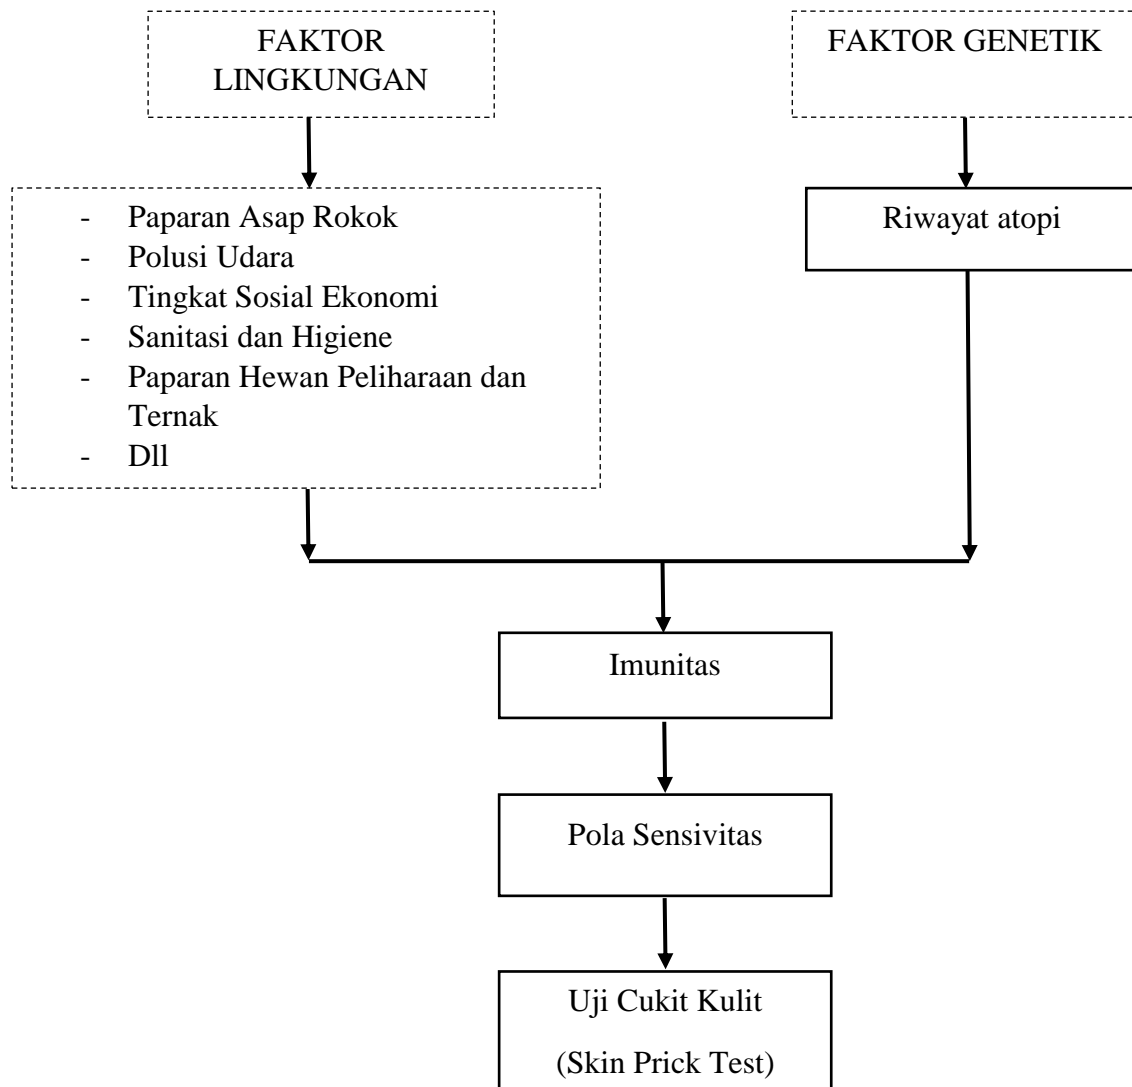 FAKTOR
LINGKUNGAN
FAKTOR GENETIK
- Paparan Asap Rokok
- Polusi Udara
- Tingkat Sosial Ekonomi
- Sanitasi dan Higiene
- Paparan Hewan Peliharaan dan
Ternak
- Dll
Riwayat atopi
Imunitas
Pola Sensivitas
Uji Cukit Kulit
(Skin Prick Test)